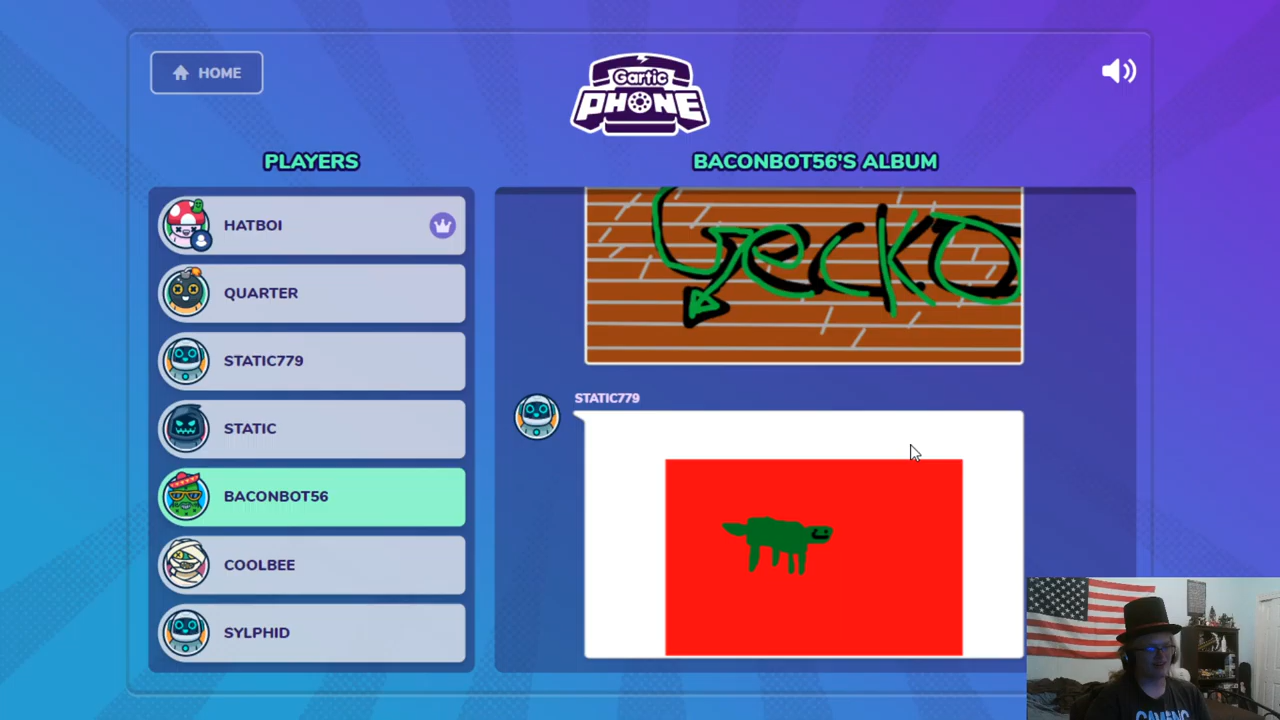 HOME
Gartic
PHONE
PLAYERS
BACONBOT56'S ALBUM
HATBOI
QUARTER
STATIC779
STATIC
BACONBOT56
COOLBEE
SYLPHID
Gecko
STATIC779